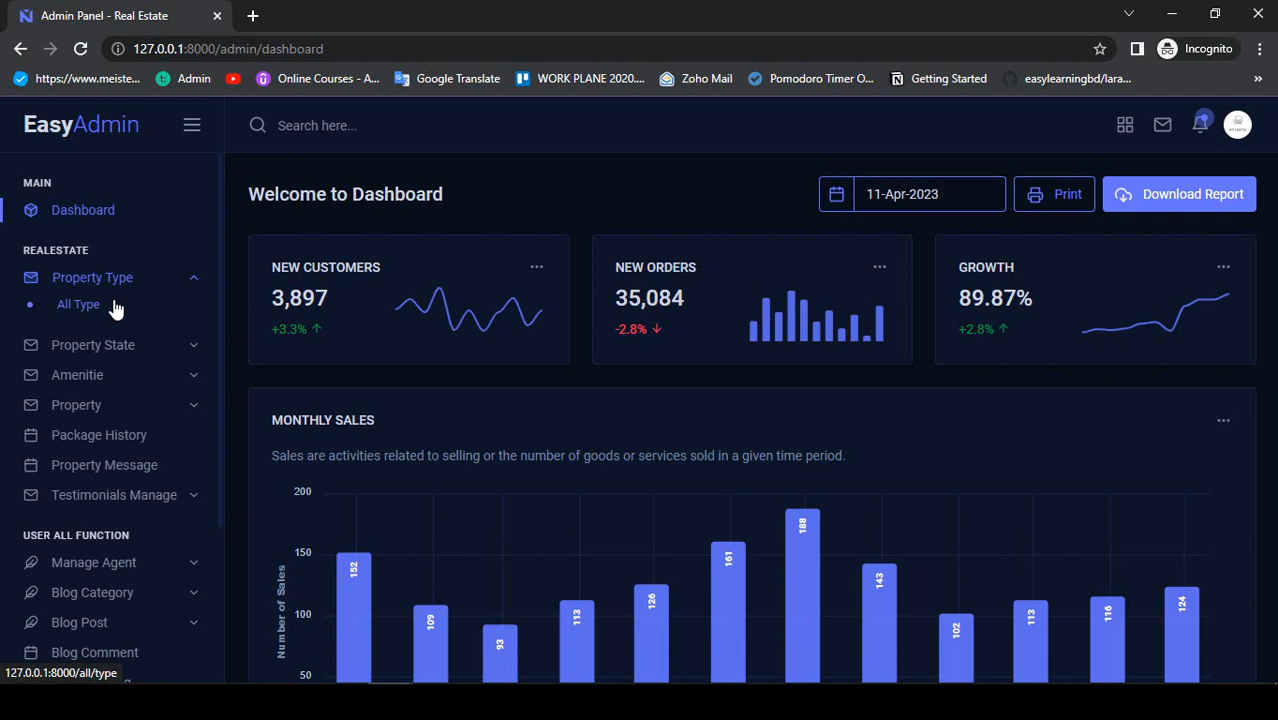 Admin Panel - Real Estate
127.0.0.1:8000/admin/dashboard
Incognito
https://www.meiste...
Admin
Online Courses - A...
Google Translate
WORK PLANE 2020....
Zoho Mail
Pomodoro Timer O...
Getting Started
easylearningbd/lara...
»
EasyAdmin
Search here...
MAIN
Dashboard
REALESTATE
Property Type
All Type
Property State
Amenitie
Property
Package History
Property Message
Testimonials Manage
USER ALL FUNCTION
Manage Agent
Blog Category
Blog Post
Blog Comment
127.0.0.1:8000/all/type
Welcome to Dashboard
11-Apr-2023
Print
Download Report
NEW CUSTOMERS
3,897
+3.3%
NEW ORDERS
35,084
-2.8%
GROWTH
89.87%
+2.8%
MONTHLY SALES
Sales are activities related to selling or the number of goods or services sold in a given time period.
Number of Sales
200
150
100
50
152
109
93
113
126
161
188
143
102
113
116
124